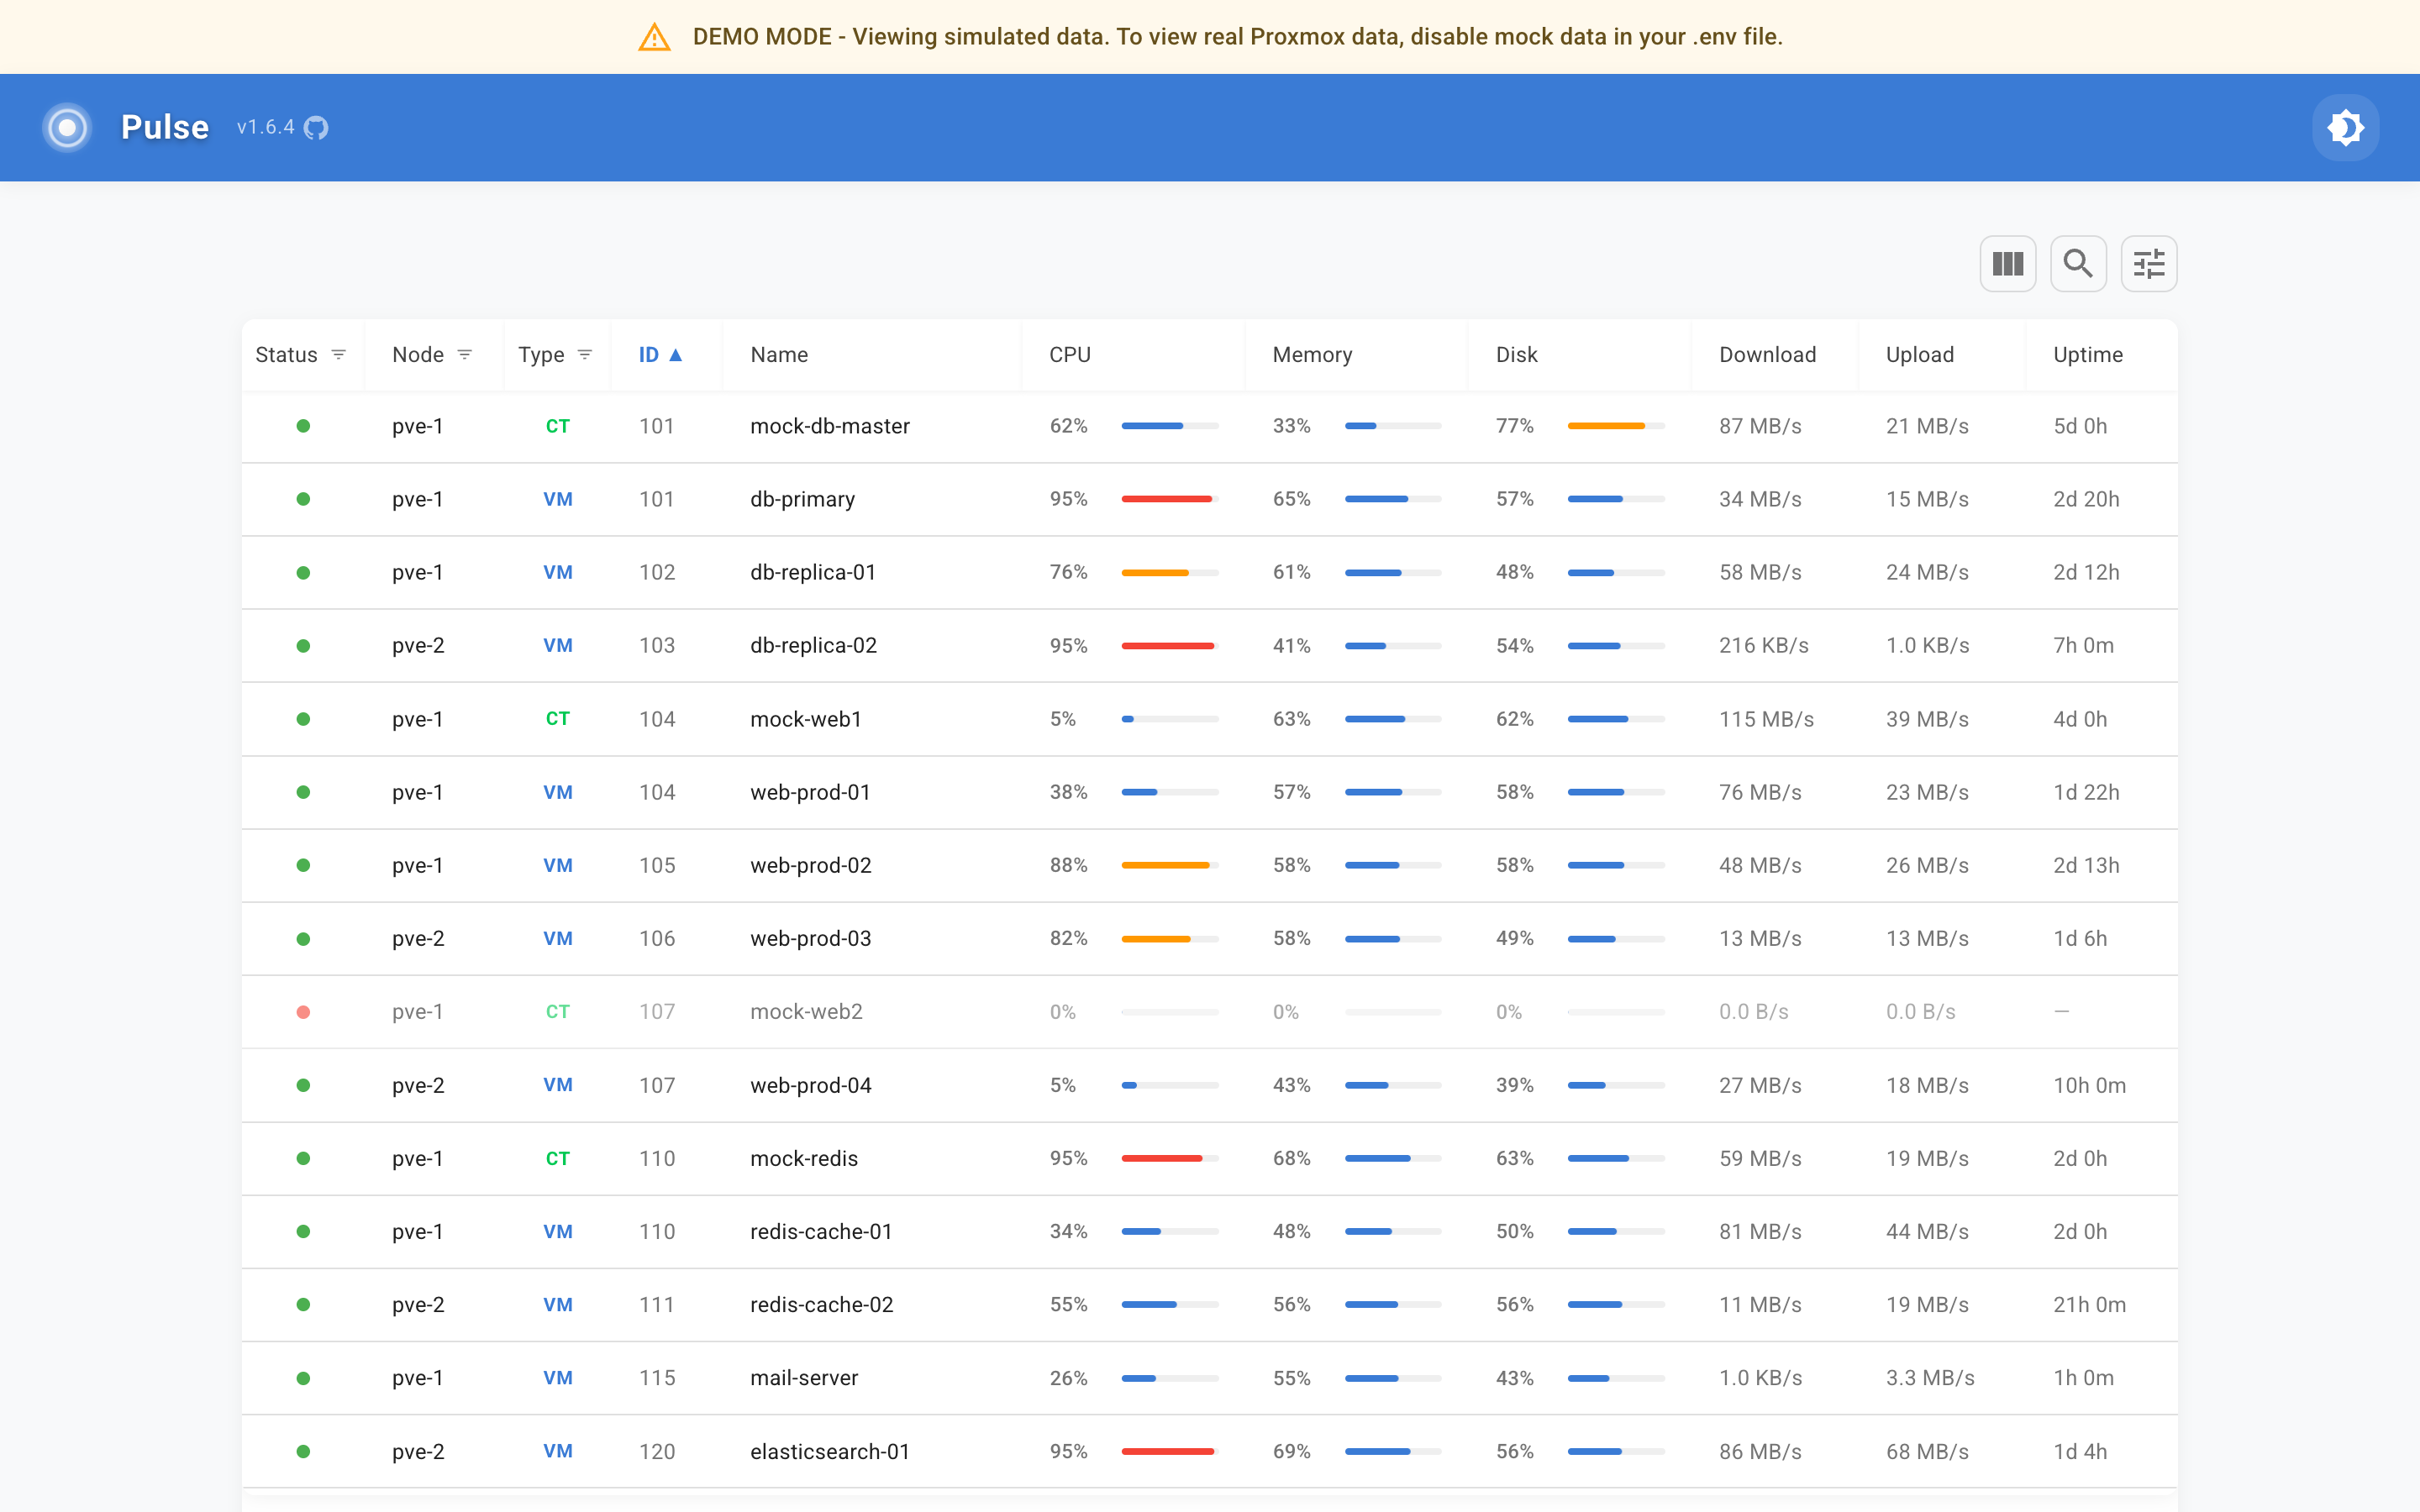 DEMO MODE - Viewing simulated data. To view real Proxmox data, disable mock data in your .env file.
Pulse v1.6.4
Status Node Type ID ▲ Name CPU Memory Disk Download Upload Uptime
pve-1 CT 101 mock-db-master 62% 33% 77% 87 MB/s 21 MB/s 5d 0h
pve-1 VM 101 db-primary 95% 65% 57% 34 MB/s 15 MB/s 2d 20h
pve-1 VM 102 db-replica-01 76% 61% 48% 58 MB/s 24 MB/s 2d 12h
pve-2 VM 103 db-replica-02 95% 41% 54% 216 KB/s 1.0 KB/s 7h 0m
pve-1 CT 104 mock-web1 5% 63% 62% 115 MB/s 39 MB/s 4d 0h
pve-1 VM 104 web-prod-01 38% 57% 58% 76 MB/s 23 MB/s 1d 22h
pve-1 VM 105 web-prod-02 88% 58% 58% 48 MB/s 26 MB/s 2d 13h
pve-2 VM 106 web-prod-03 82% 58% 49% 13 MB/s 13 MB/s 1d 6h
pve-1 CT 107 mock-web2 0% 0% 0% 0.0 B/s 0.0 B/s —
pve-2 VM 107 web-prod-04 5% 43% 39% 27 MB/s 18 MB/s 10h 0m
pve-1 CT 110 mock-redis 95% 68% 63% 59 MB/s 19 MB/s 2d 0h
pve-1 VM 110 redis-cache-01 34% 48% 50% 81 MB/s 44 MB/s 2d 0h
pve-2 VM 111 redis-cache-02 55% 56% 56% 11 MB/s 19 MB/s 21h 0m
pve-1 VM 115 mail-server 26% 55% 43% 1.0 KB/s 3.3 MB/s 1h 0m
pve-2 VM 120 elasticsearch-01 95% 69% 56% 86 MB/s 68 MB/s 1d 4h